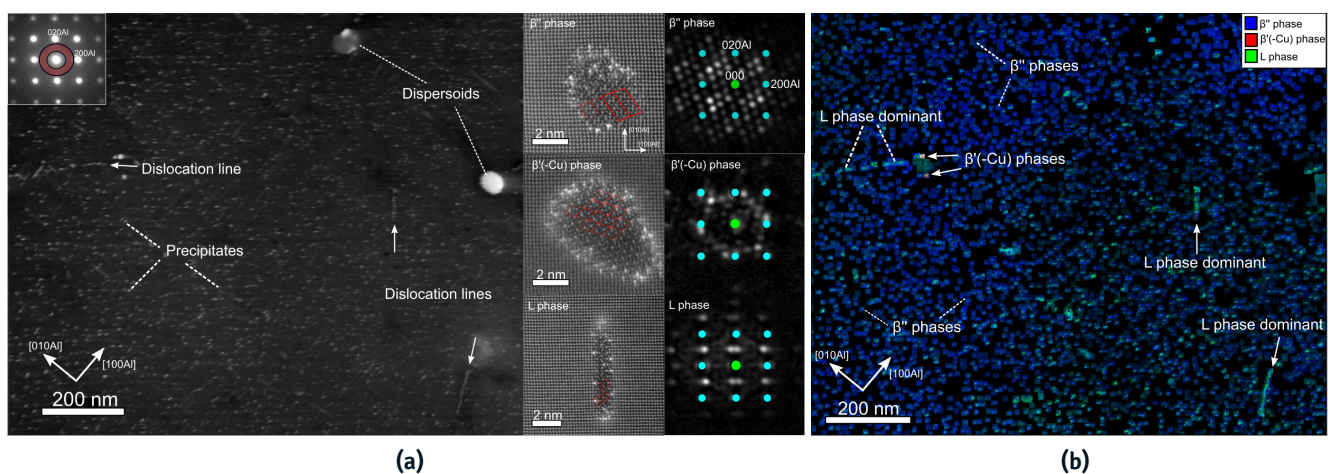 020Al
200Al
Dispersoids
Dislocation line
Precipitates
Dislocation lines
[010Al]
[100Al]
200 nm
β'' phase
2 nm
[010Al]
[100Al]
β'' phase
020Al
000
200Al
β'(-Cu) phase
2 nm
β'(-Cu) phase
L phase
2 nm
L phase
(a)
β'' phase
β'(-Cu) phase
L phase
β'' phases
L phase dominant
β'(-Cu) phases
L phase dominant
β'' phases
L phase dominant
[010Al]
[100Al]
200 nm
(b)